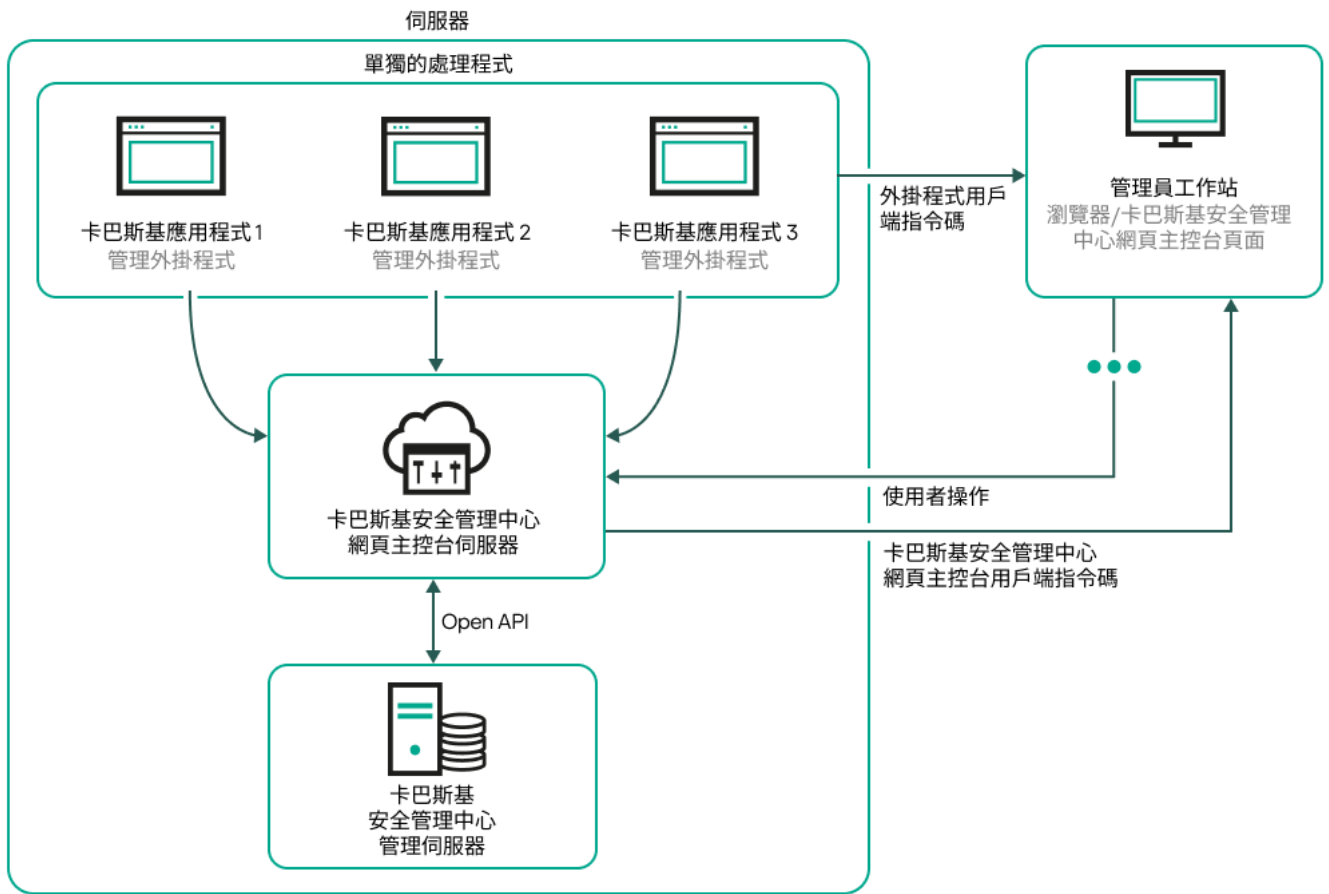 伺服器
單獨的處理程式
卡巴斯基應用程式 1
管理外掛程式
卡巴斯基應用程式 2
管理外掛程式
卡巴斯基應用程式 3
管理外掛程式
外掛程式用戶
端指令碼
管理員工作站
瀏覽器/卡巴斯基安全管理
中心網頁主控台頁面
卡巴斯基安全管理中心
網頁主控台伺服器
使用者操作
卡巴斯基安全管理中心
網頁主控台用戶端指令碼
Open API
卡巴斯基
安全管理中心
管理伺服器